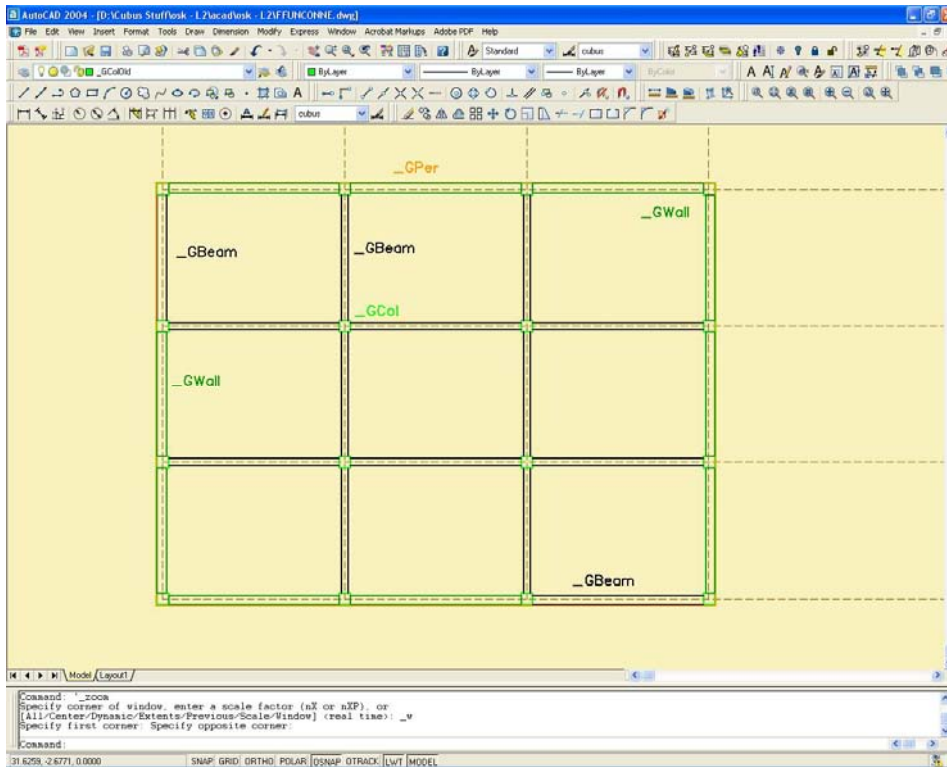 AutoCAD 2004 - [D:\Cubus Stuff\osk - L2\acad\osk - L2\FFUNCONNE.dwg]
File Edit View Insert Format Tools Draw Dimension Modify Express Window Acrobat Markups Adobe PDF Help
Standard cubus
_GColOld ByLayer ByLayer ByLayer ByColor
cubus
_GPer
_GWall
_GBeam _GBeam
_GCol
_GWall
_GBeam
Model Layout1
Command: '_zoom
Specify corner of window, enter a scale factor (nX or nXP), or
[All/Center/Dynamic/Extents/Previous/Scale/Window] <real time>: _w
Specify first corner: Specify opposite corner:
Command:
31.6259, -2.6771, 0.0000 SNAP GRID ORTHO POLAR OSNAP OTRACK LWT MODEL